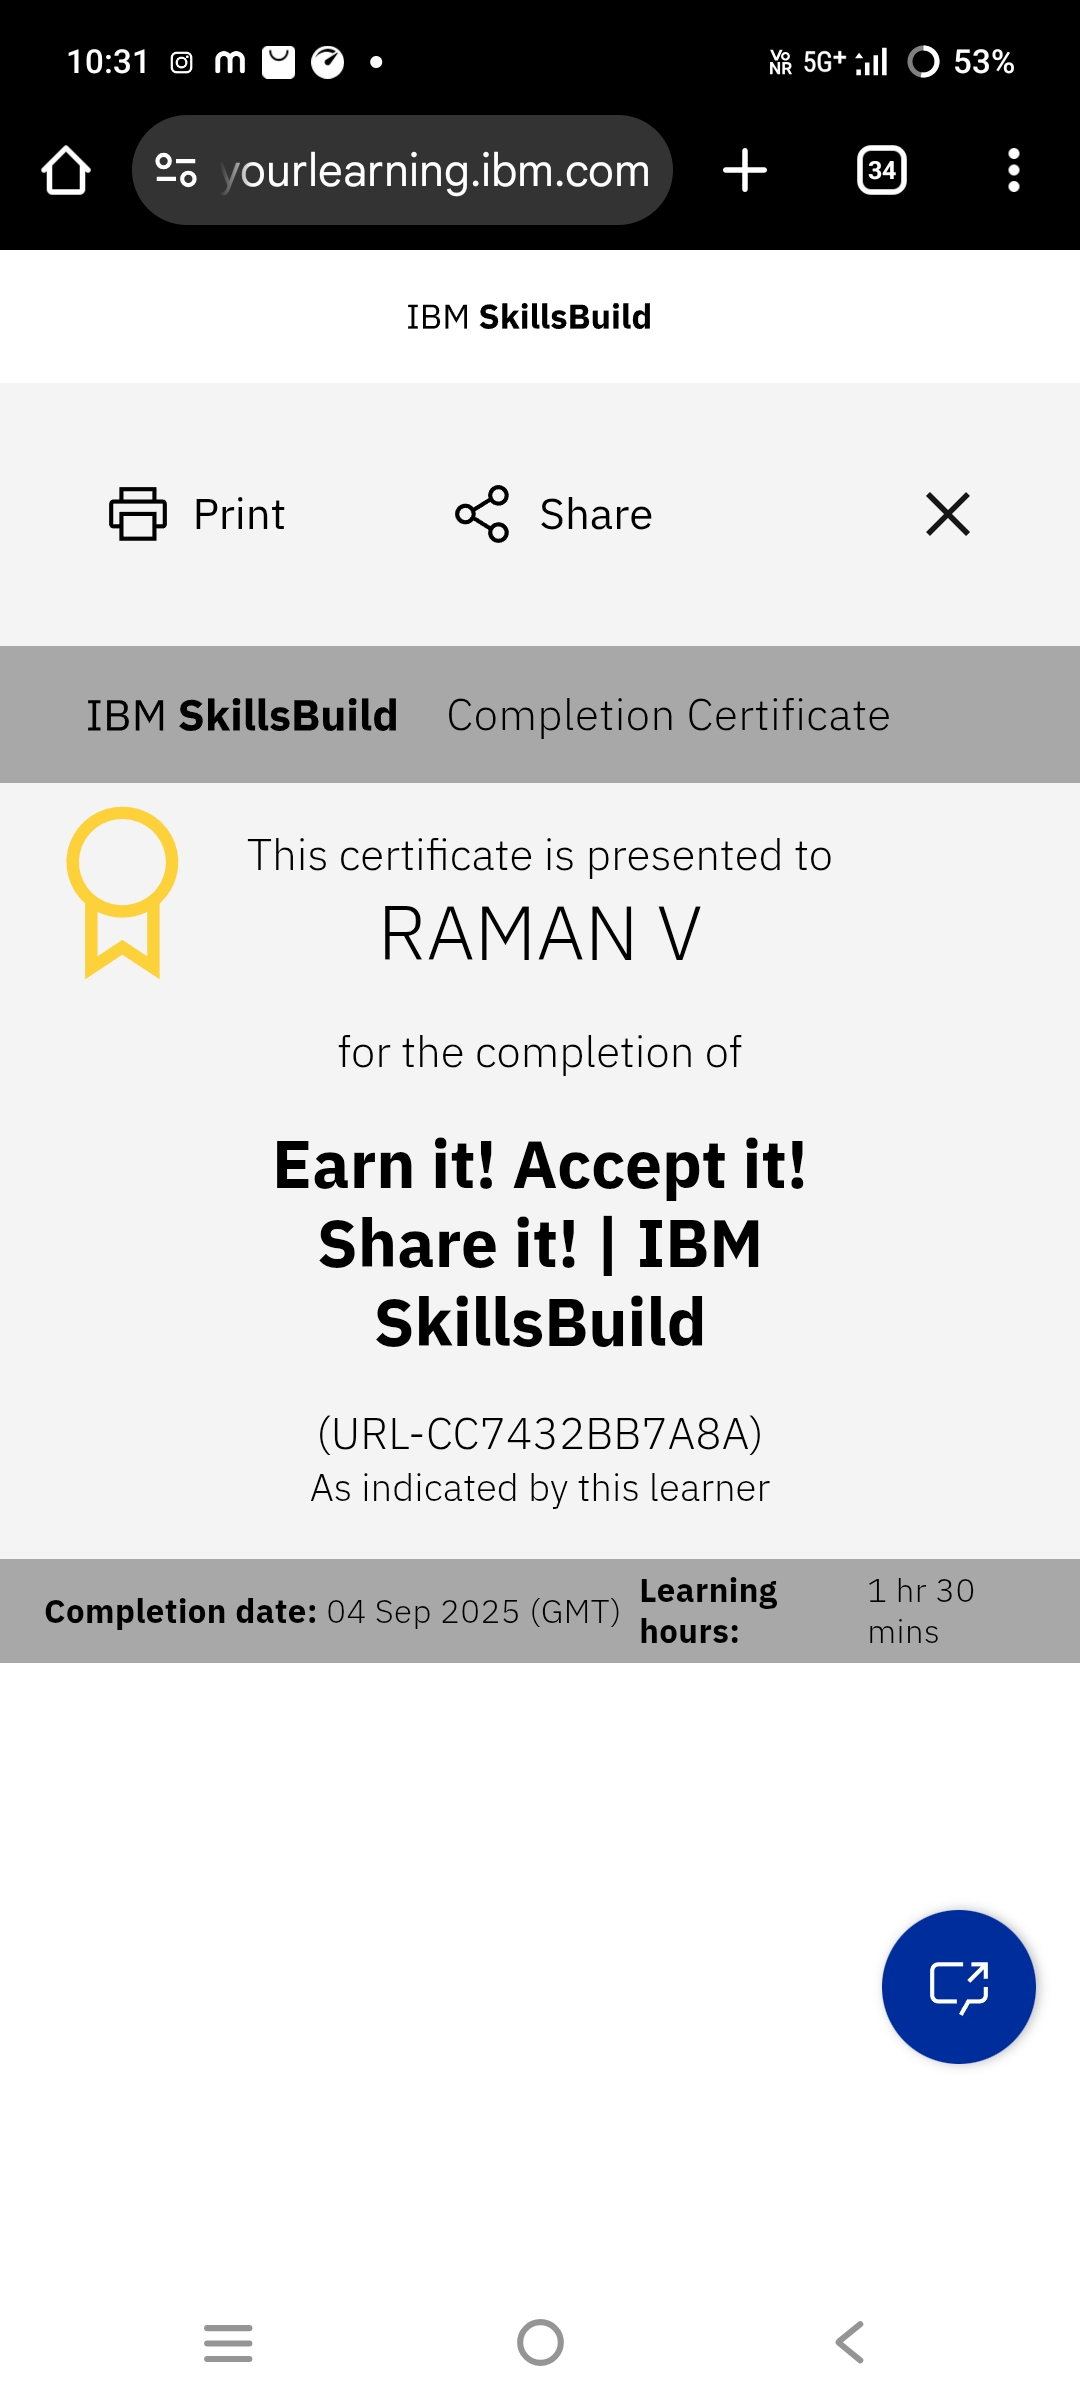 10:31
Vo NR 5G+ 53%
yourlearning.ibm.com
34
IBM SkillsBuild
Print
Share
IBM SkillsBuild Completion Certificate
This certificate is presented to
RAMAN V
for the completion of
Earn it! Accept it!
Share it! | IBM
SkillsBuild
(URL-CC7432BB7A8A)
As indicated by this learner
Completion date: 04 Sep 2025 (GMT)
Learning
hours:
1 hr 30
mins